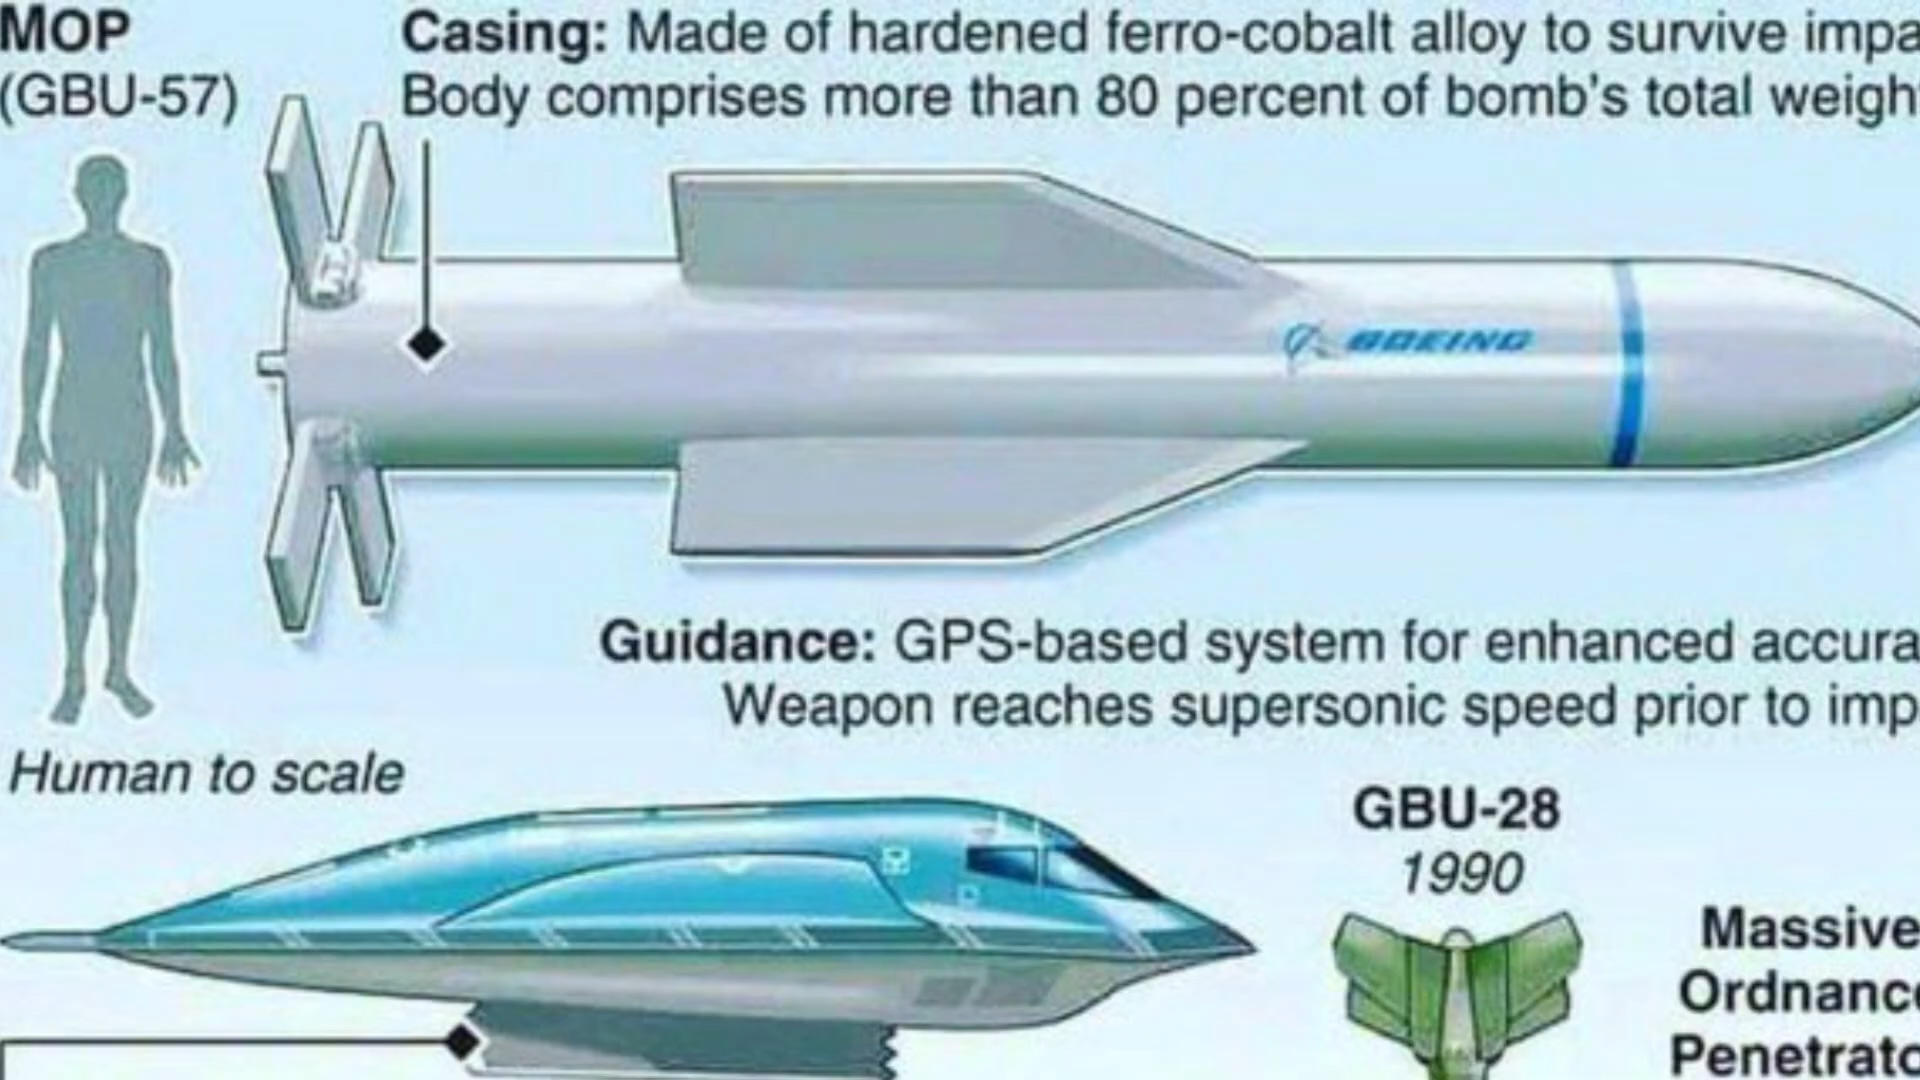 MOP
(GBU-57)
Casing: Made of hardened ferro-cobalt alloy to survive impa
Body comprises more than 80 percent of bomb's total weigh
BOEING
Guidance: GPS-based system for enhanced accura
Weapon reaches supersonic speed prior to imp
Human to scale
GBU-28
1990
Massive
Ordnanc
Penetrato